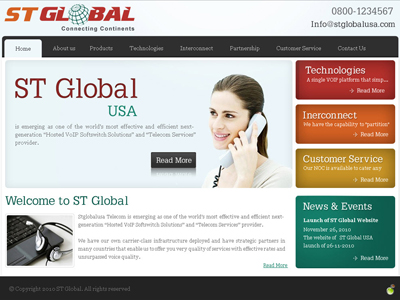 ST GLOBAL
Connecting Continents
0800-1234567
Info@stglobalusa.com
Home About us Products Technologies Interconnect Partnership Customer Service Contact Us
ST Global
USA
is emerging as one of the world's most effective and efficient next-
generation "Hosted VoIP Softswitch Solutions" and "Telecom Services"
provider.
Read More
Technologies
A single VOIP platform that simp...
Read More
Inerconnect
We have the capability to "partition"
Read More
Customer Service
Our NOC is available to cater any
Read More
Welcome to ST Global
Stglobalusa Telecom is emerging as one of the world's most effective and efficient next-
generation "Hosted VoIP Softswitch Solutions" and "Telecom Services" provider.
We have our own carrier-class infrastructure deployed and have strategic partners in
many countries that enable us to offer you very quality of services with effective rates and
unsurpassed voice quality.
Read More
News & Events
Launch of ST Global Website
November 26, 2010
The website of ST Global USA
launch of 26-11-2010
Read More
© Copyright 2010 ST Global. All rights reserved